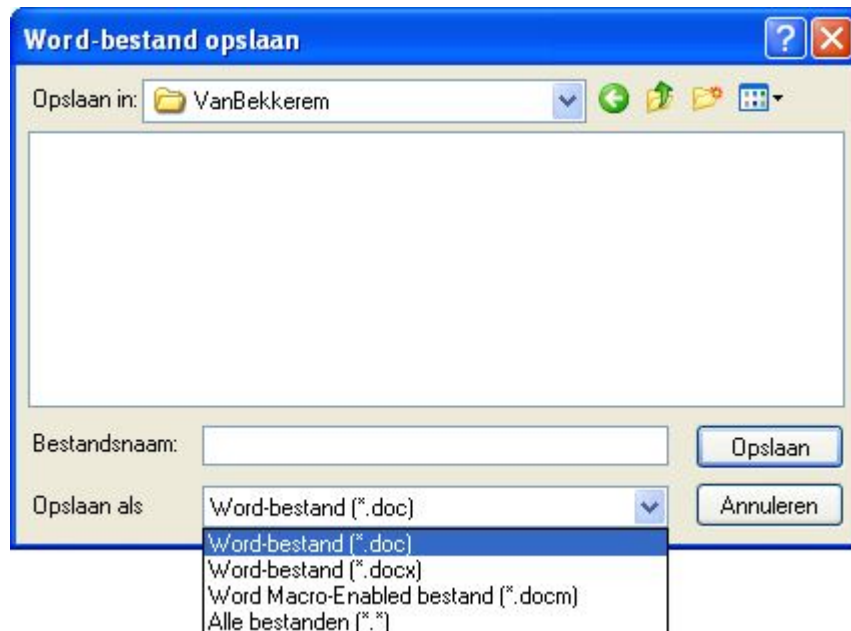 Word-bestand opslaan
Opslaan in: VanBekkerem
Bestandsnaam: Opslaan
Opslaan als Word-bestand (*.doc) Annuleren
Word-bestand (*.doc)
Word-bestand (*.docx)
Word Macro-Enabled bestand (*.docm)
Alle bestanden (*.*)